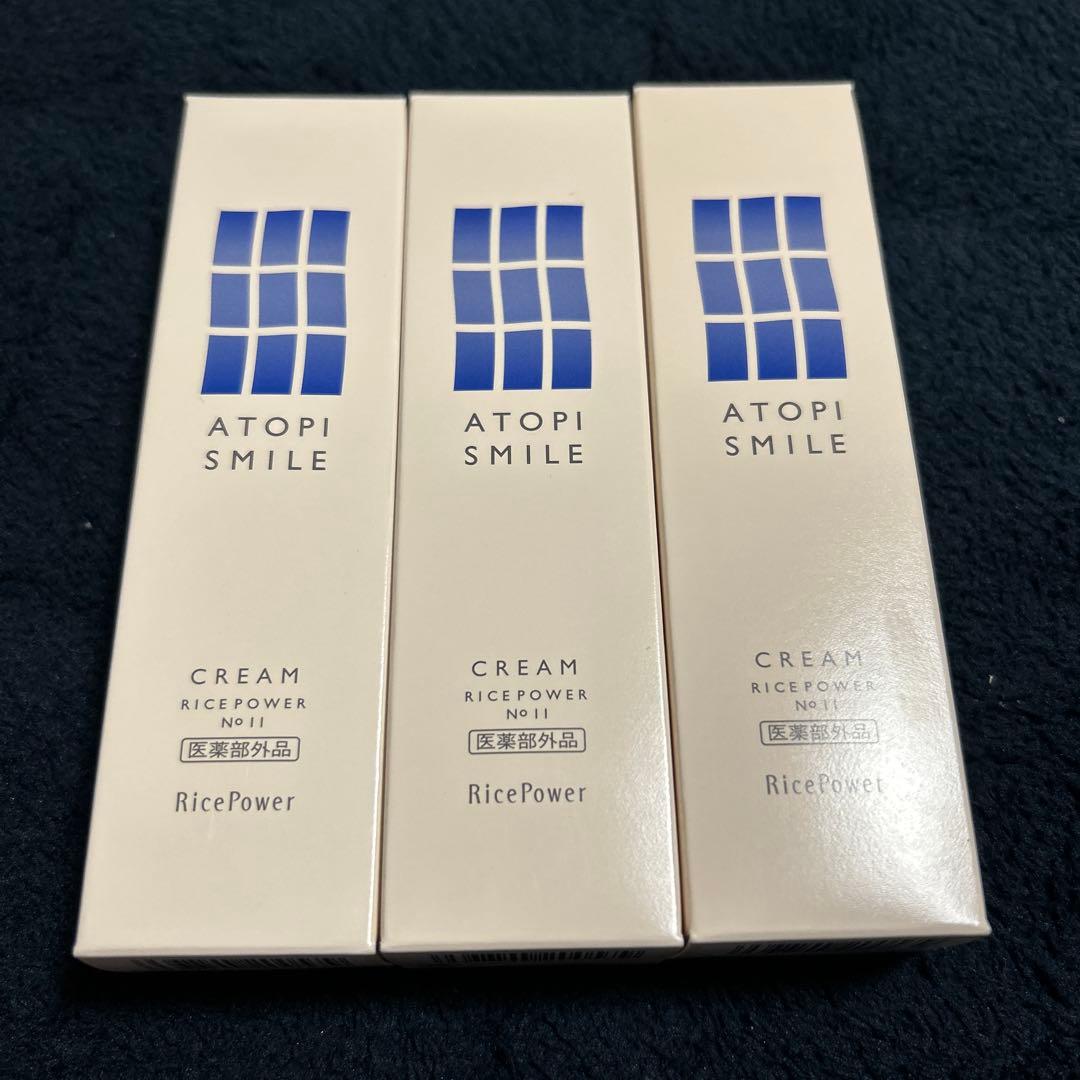 ATOPI
SMILE
CREAM
RICE POWER
No 11
医薬部外品
RicePower
ATOPI
SMILE
CREAM
RICE POWER
No 11
医薬部外品
RicePower
ATOPI
SMILE
CREAM
RICE POWER
No 11
医薬部外品
RicePower